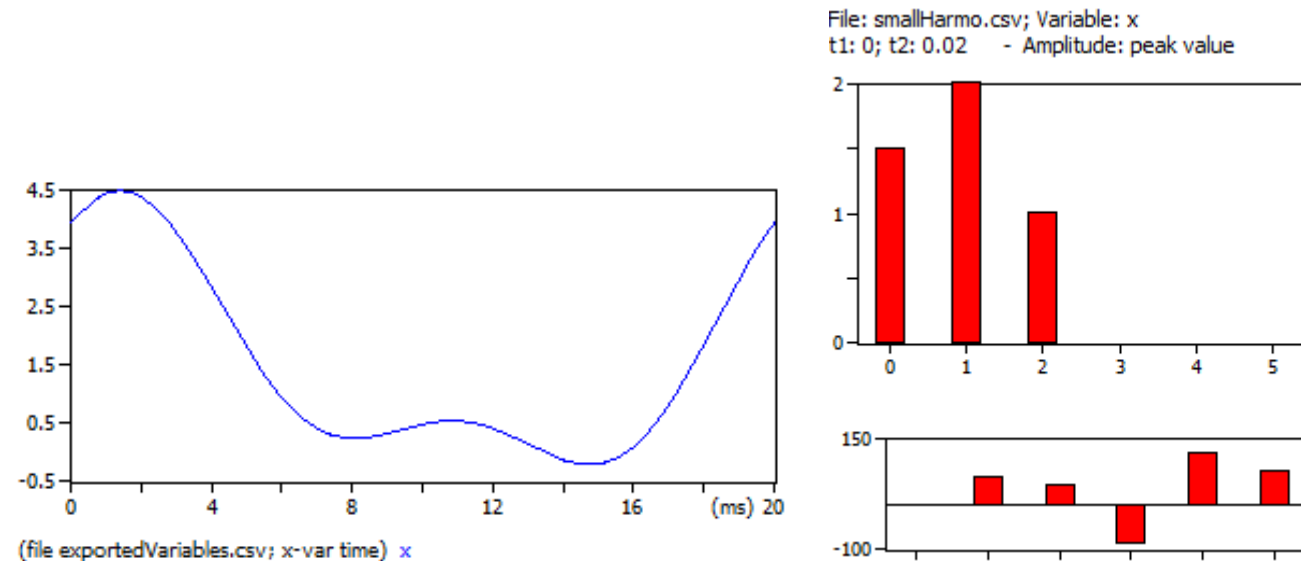 File: smallHarmo.csv; Variable: x
t1: 0; t2: 0.02 - Amplitude: peak value
4.5
3.5
2.5
1.5
0.5
-0.5
0 4 8 12 16 (ms) 20
(file exportedVariables.csv; x-var time) x
2
1
0
0 1 2 3 4 5
150
-100